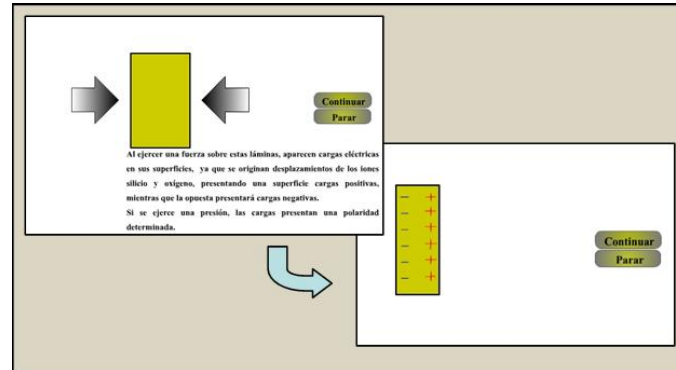 Continuar
Parar
Al ejercer una fuerza sobre estas láminas, aparecen cargas eléctricas
en sus superficies, ya que se originan desplazamientos de los iones
silicio y oxígeno, presentando una superficie cargas positivas,
mientras que la opuesta presentará cargas negativas.
Si se ejerce una presión, las cargas presentan una polaridad
determinada.
− +
− +
− +
− +
− +
− +
Continuar
Parar